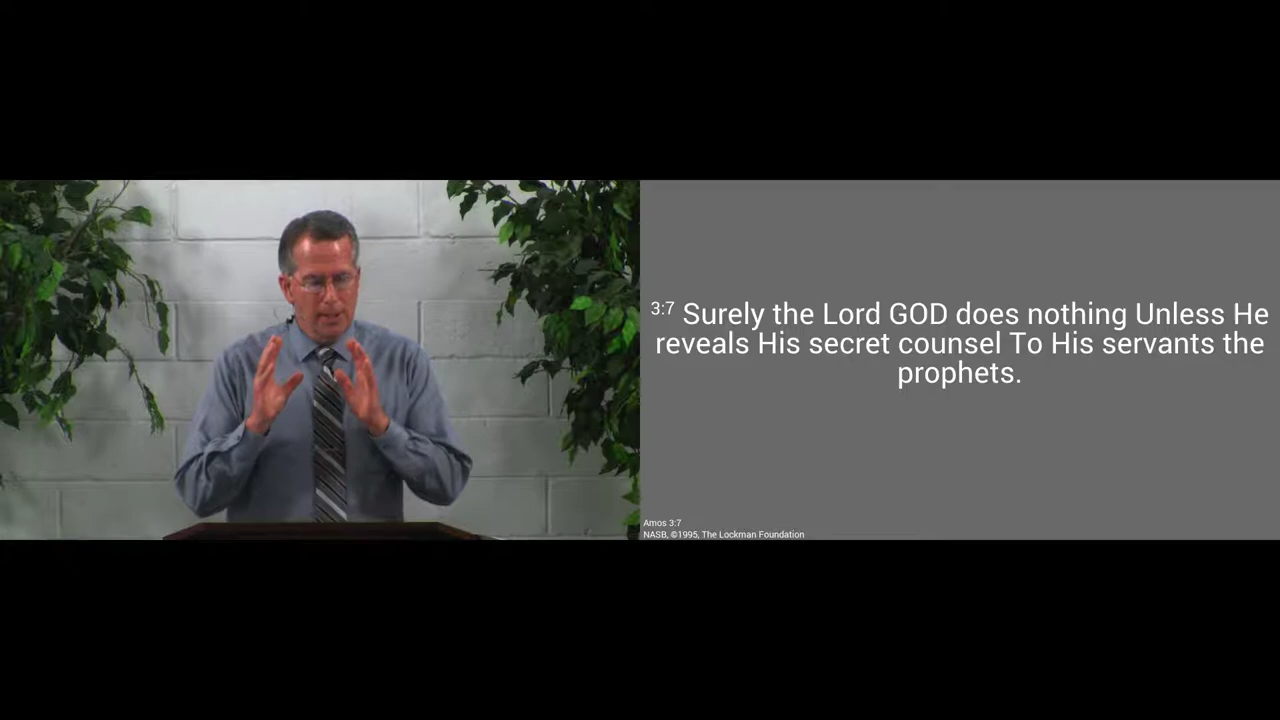 3:7 Surely the Lord GOD does nothing Unless He
reveals His secret counsel To His servants the
prophets.
Amos 3:7
NASB, ©1995, The Lockman Foundation